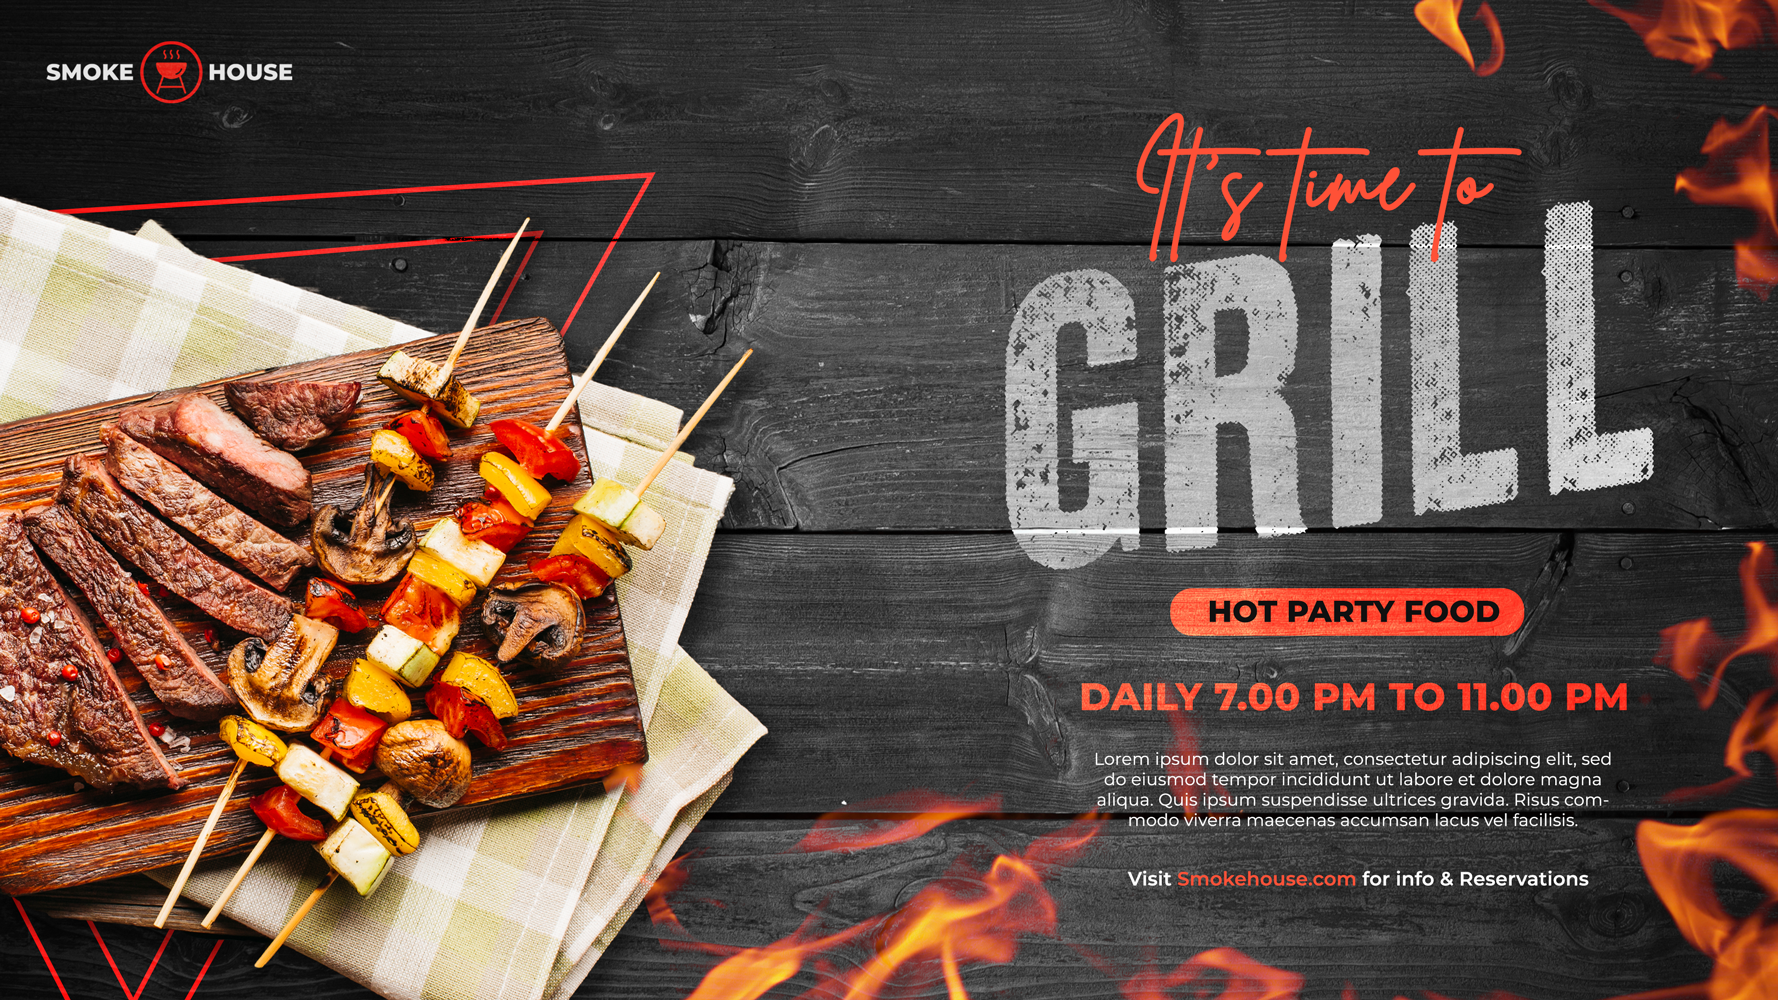 SMOKE HOUSE
It's time to
GRILL
HOT PARTY FOOD
DAILY 7.00 PM TO 11.00 PM
Lorem ipsum dolor sit amet, consectetur adipiscing elit, sed
do eiusmod tempor incididunt ut labore et dolore magna
aliqua. Quis ipsum suspendisse ultrices gravida. Risus com-
modo viverra maecenas accumsan lacus vel facilisis.
Visit Smokehouse.com for info & Reservations